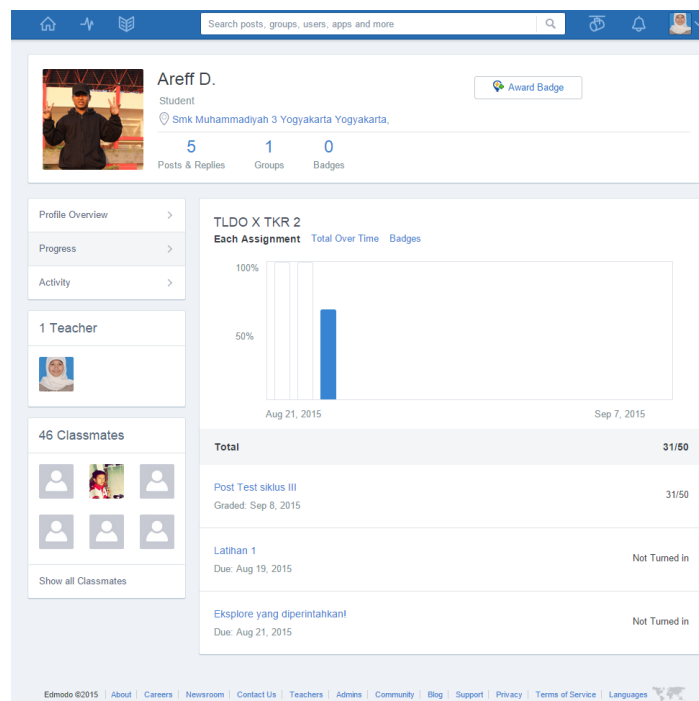 Search posts, groups, users, apps and more
Areff D.
Student
Smk Muhammadiyah 3 Yogyakarta Yogyakarta,
Award Badge
5 1 0
Posts & Replies Groups Badges
Profile Overview
Progress
Activity
1 Teacher
46 Classmates
Show all Classmates
TLDO X TKR 2
Each Assignment Total Over Time Badges
100%
50%
Aug 21, 2015 Sep 7, 2015
Total 31/50
Post Test siklus III
31/50
Graded: Sep 8, 2015
Latihan 1
Not Turned in
Due: Aug 19, 2015
Eksplore yang diperintahkan!
Not Turned in
Due: Aug 21, 2015
Edmodo ©2015 | About | Careers | Newsroom | Contact Us | Teachers | Admins | Community | Blog | Support | Privacy | Terms of Service | Languages